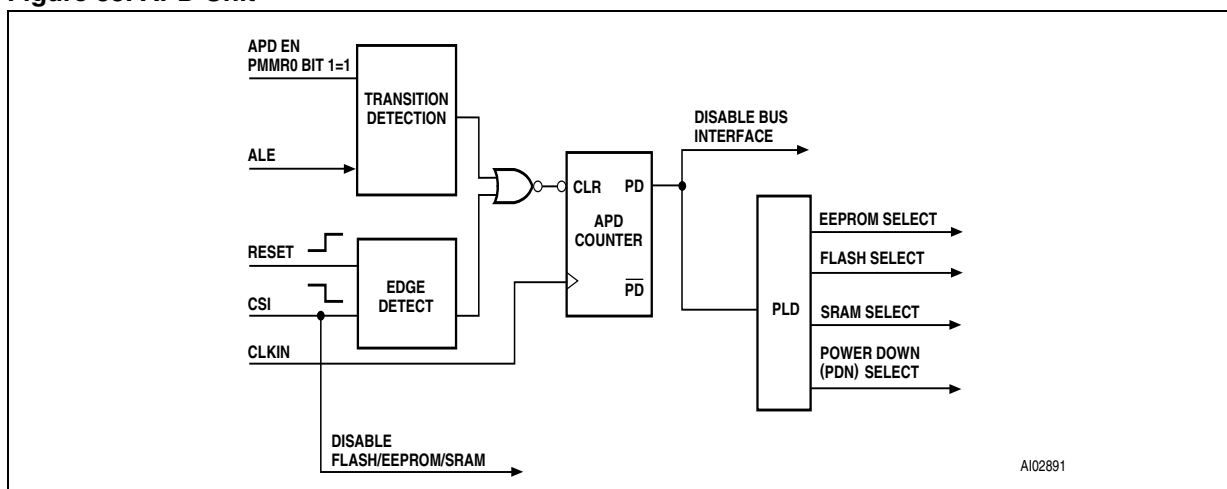 APD EN
PMMR0 BIT 1=1
TRANSITION
DETECTION
ALE
RESET
CSI
CLKIN
EDGE
DETECT
CLR
PD
APD
COUNTER
PD
DISABLE BUS
INTERFACE
PLD
EEPROM SELECT
FLASH SELECT
SRAM SELECT
POWER DOWN
(PDN) SELECT
DISABLE
FLASH/EEPROM/SRAM
AI02891